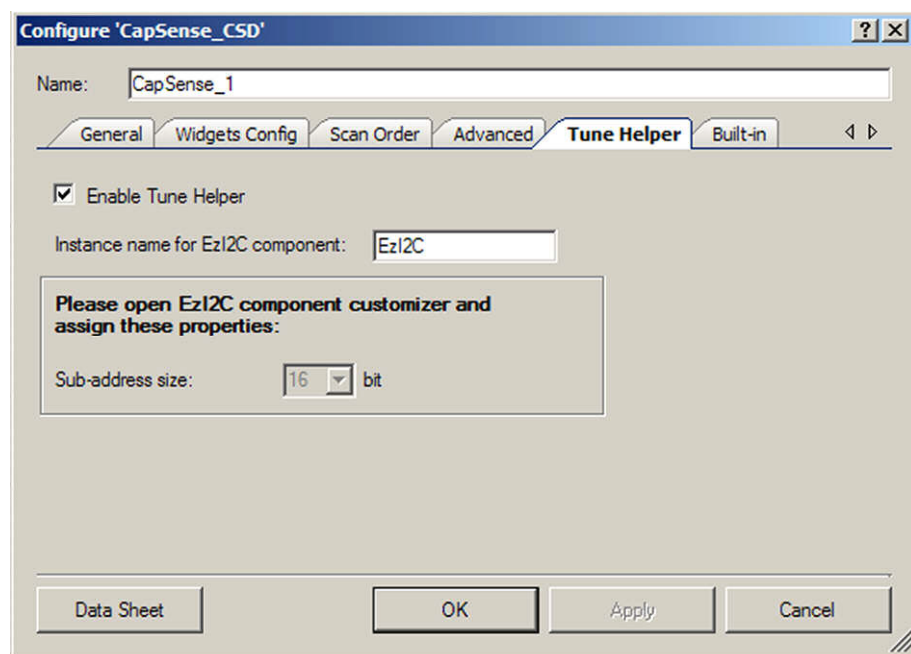 Configure 'CapSense_CSD'
Name: CapSense_1
General Widgets Config Scan Order Advanced Tune Helper Built-in
Enable Tune Helper
Instance name for EzI2C component: EzI2C
Please open EzI2C component customizer and
assign these properties:
Sub-address size: 16 bit
Data Sheet OK Apply Cancel